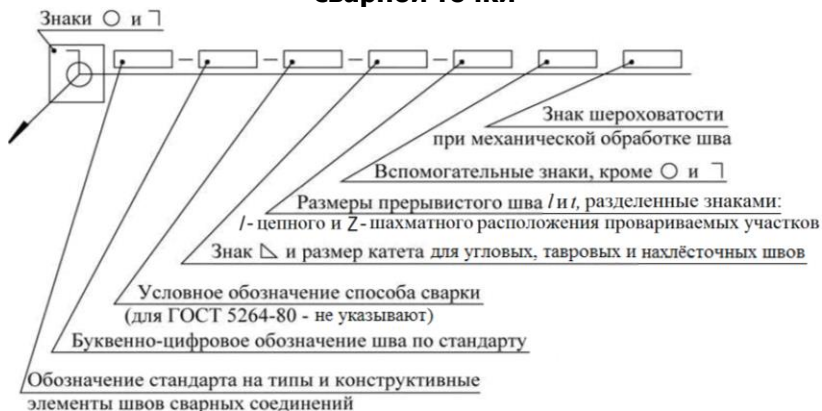 сварной точки
Знаки ○ и ⏋
Знак шероховатости
при механической обработке шва
Вспомогательные знаки, кроме ○ и ⏋
Размеры прерывистого шва l и t, разделенные знаками:
/- цепного и Z- шахматного расположения провариваемых участков
Знак ◺ и размер катета для угловых, тавровых и нахлёсточных швов
Условное обозначение способа сварки
(для ГОСТ 5264-80 - не указывают)
Буквенно-цифровое обозначение шва по стандарту
Обозначение стандарта на типы и конструктивные
элементы швов сварных соединений